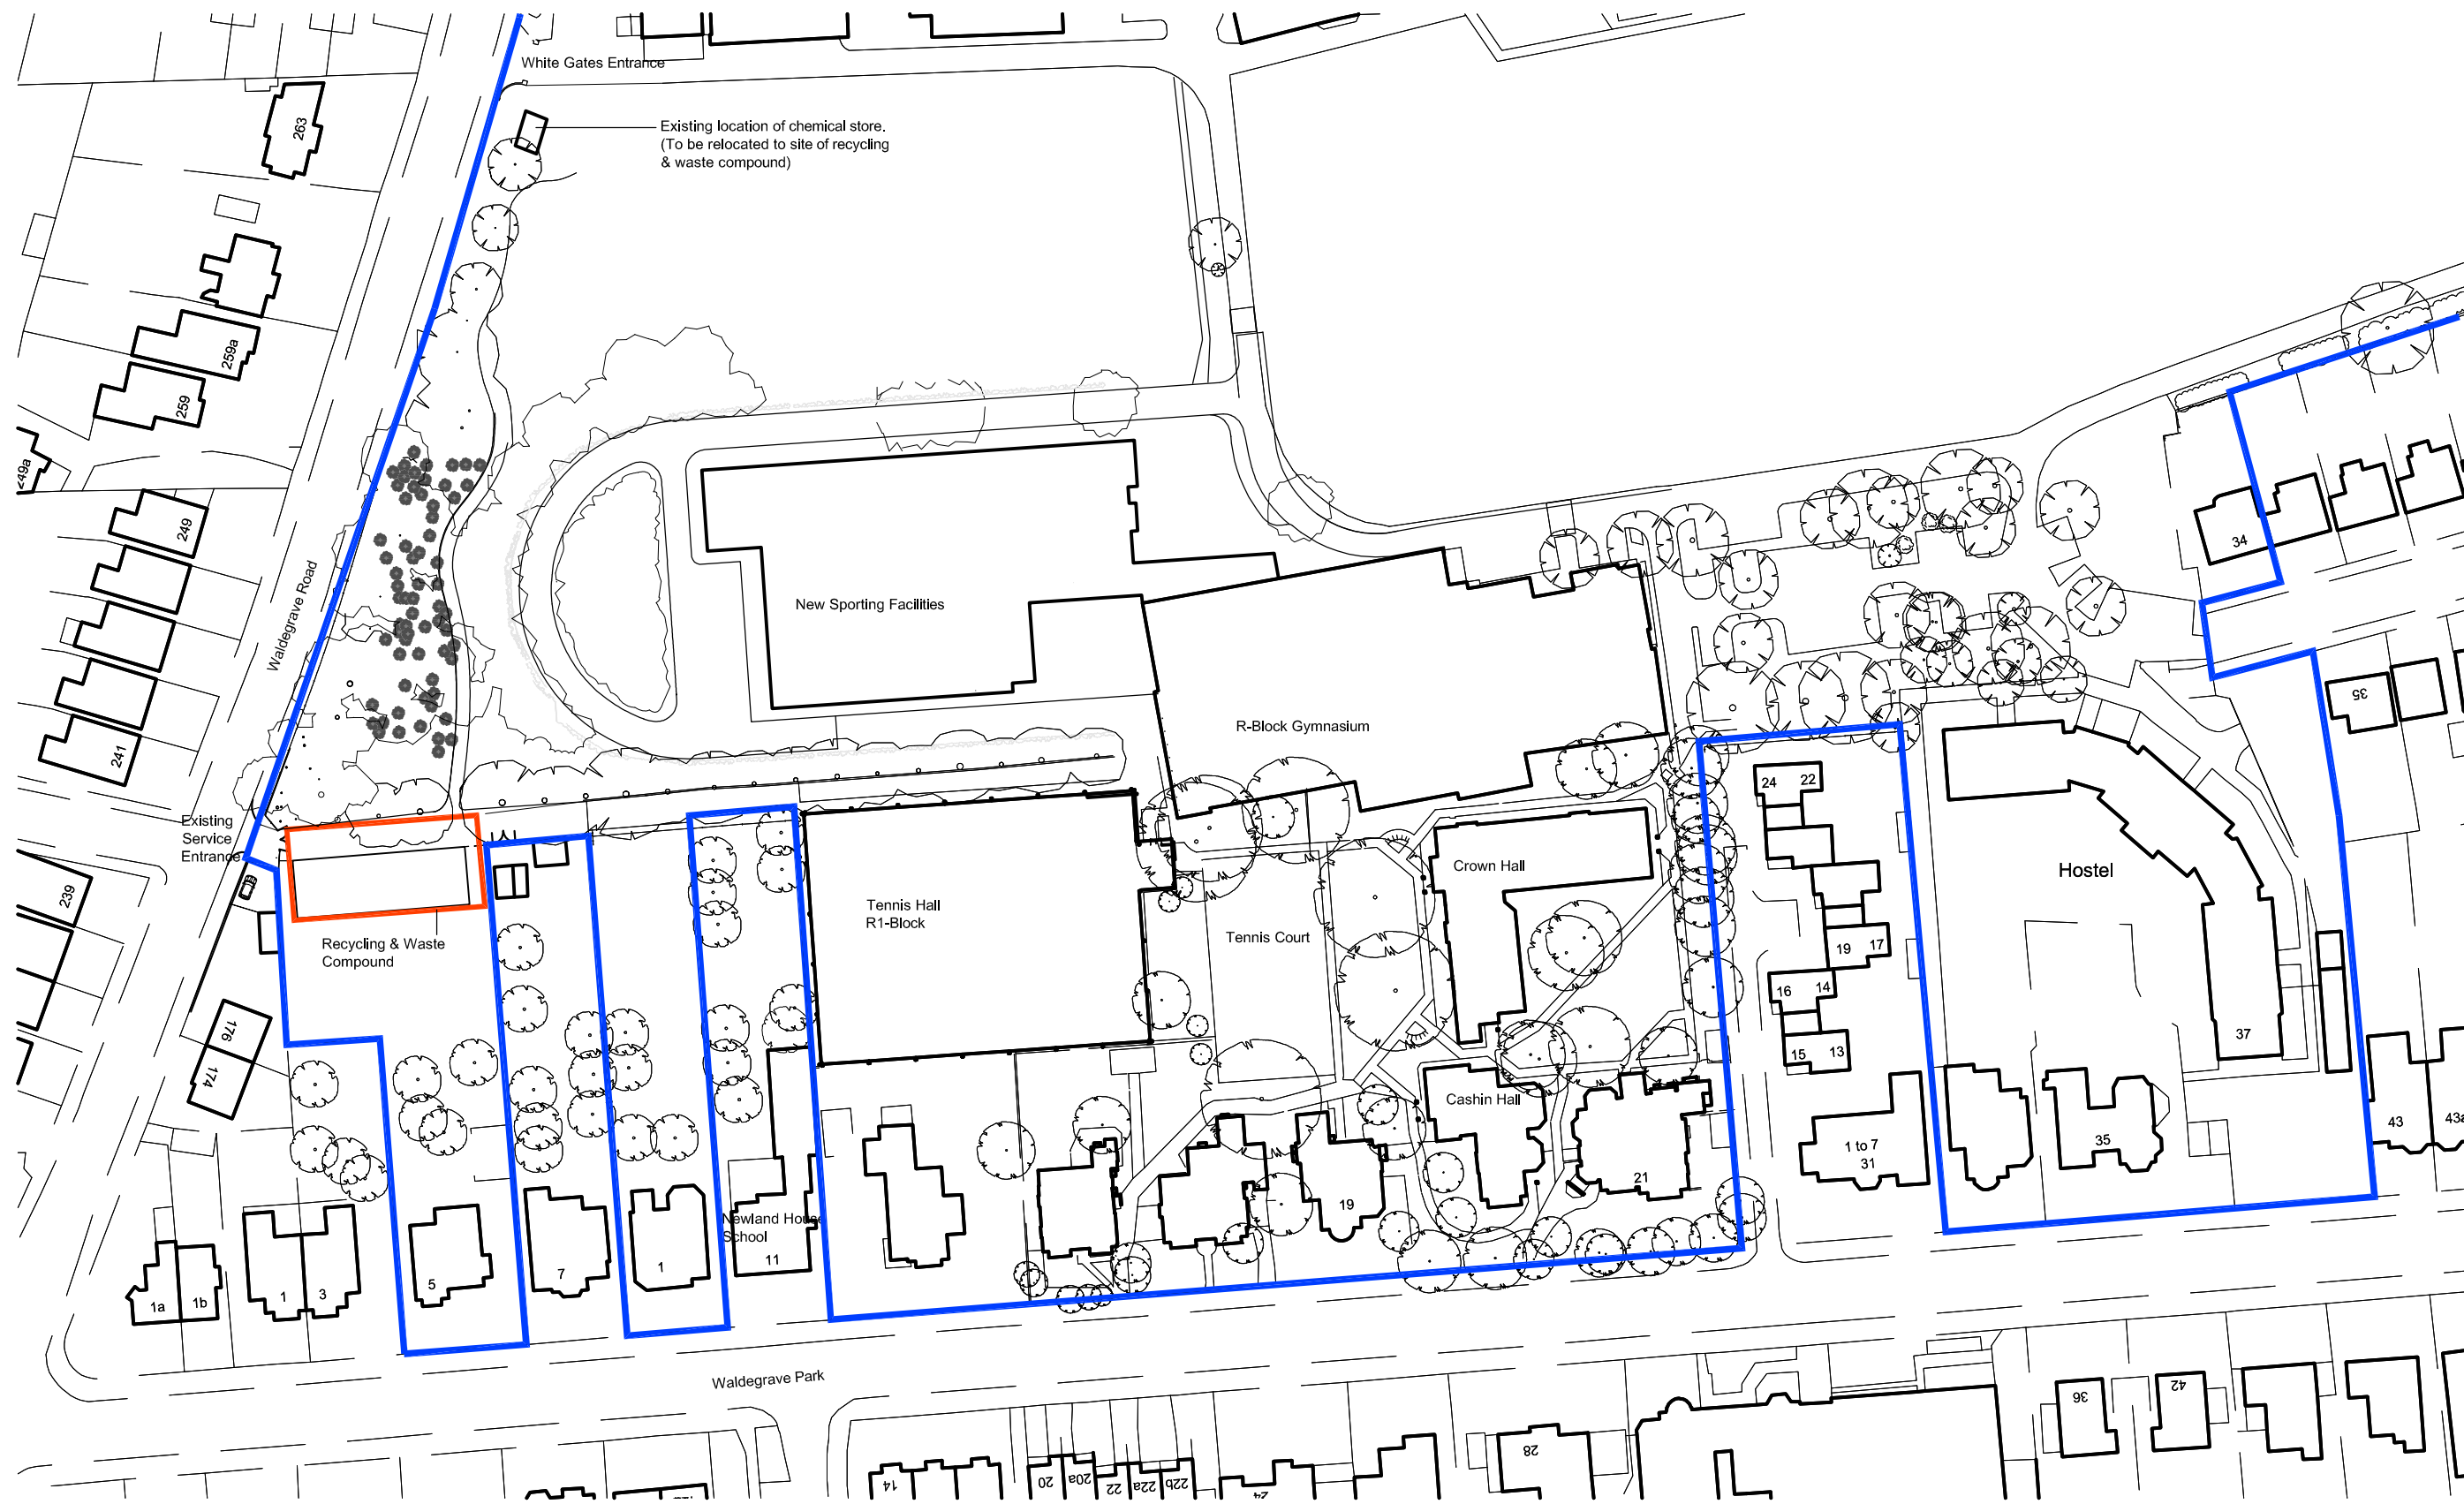 White Gates Entrance
Existing location of chemical store.
(To be relocated to site of recycling
& waste compound)
263
259a
259
249a
249
241
239
Waldegrave Road
New Sporting Facilities
R-Block Gymnasium
34
35
Existing
Service
Entrance
Recycling & Waste
Compound
Tennis Hall
R1-Block
Tennis Court
Crown Hall
24
22
19
17
16
14
15
13
Hostel
37
176
174
Cashin Hall
1 to 7
31
35
43
43a
21
19
Newland House
School
11
1
7
5
3
1
1b
1a
Waldegrave Park
14
20
20a
22
22a
22b
24
28
36
42